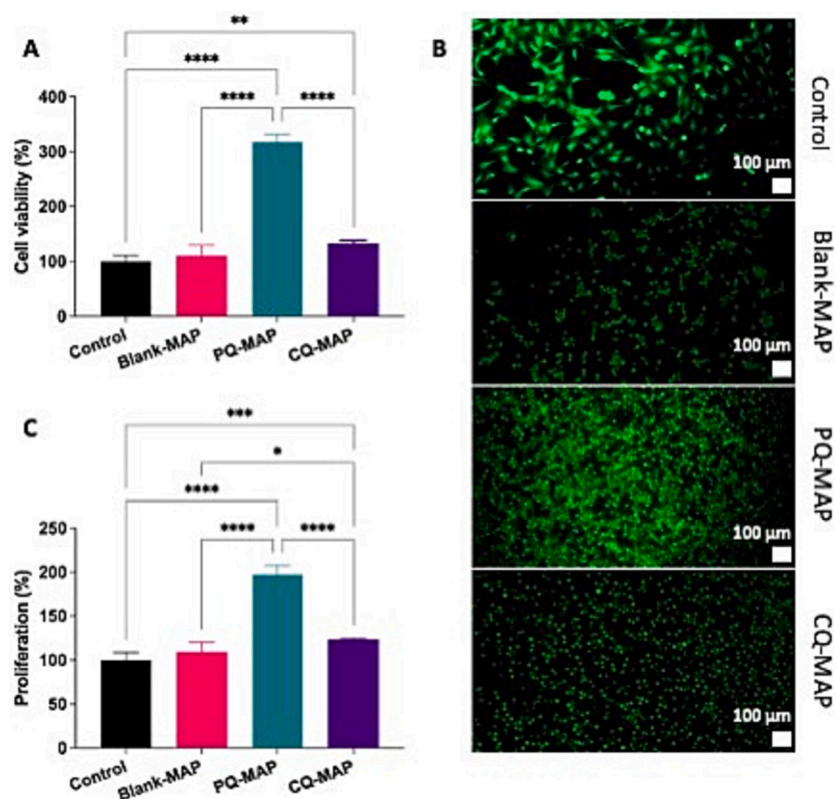 A
**
****
**** ****
400
300
200
100
0
Cell viability (%)
Control
Blank-MAP
PQ-MAP
CQ-MAP
B
100 µm
Control
100 µm
Blank-MAP
100 µm
PQ-MAP
100 µm
CQ-MAP
C
***
*
****
**** ****
250
200
150
100
50
0
Proliferation (%)
Control
Blank-MAP
PQ-MAP
CQ-MAP